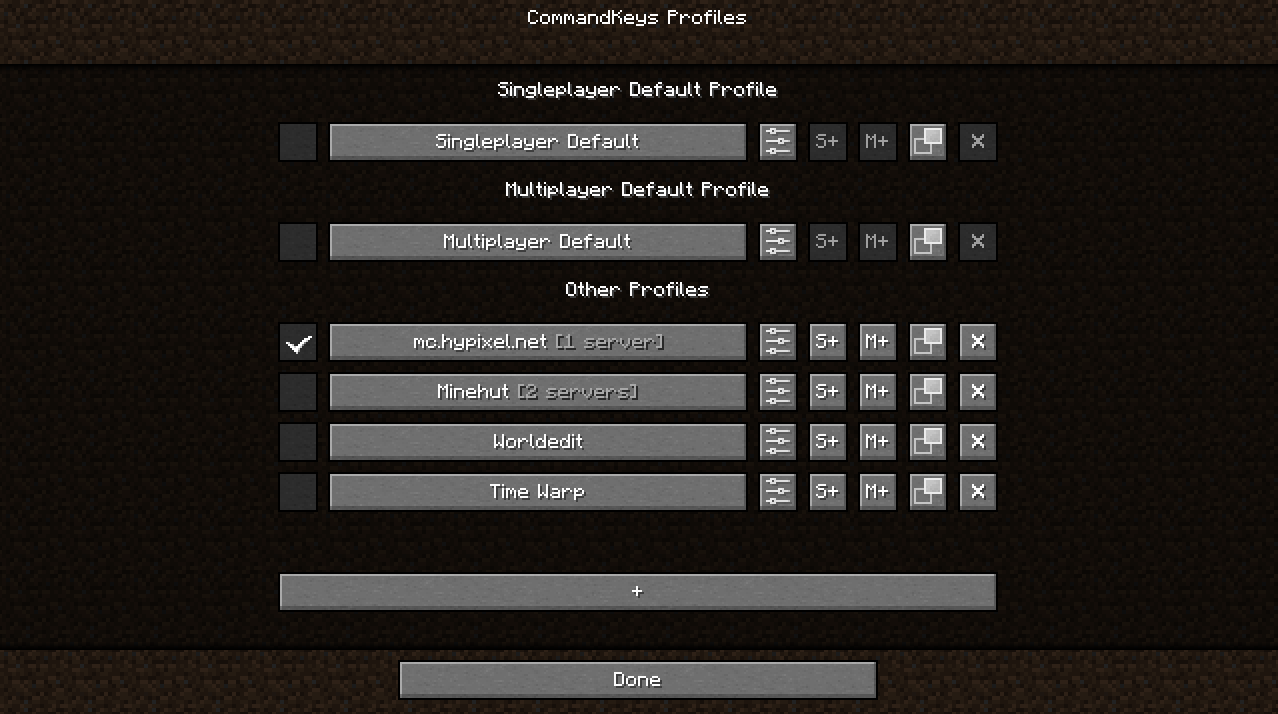 CommandKeys Profiles
Singleplayer Default Profile
Singleplayer Default S+ M+ X
Multiplayer Default Profile
Multiplayer Default S+ M+ X
Other Profiles
mc.hypixel.net [1 server] S+ M+ X
Minehut [2 servers] S+ M+ X
Worldedit S+ M+ X
Time Warp S+ M+ X
+
Done